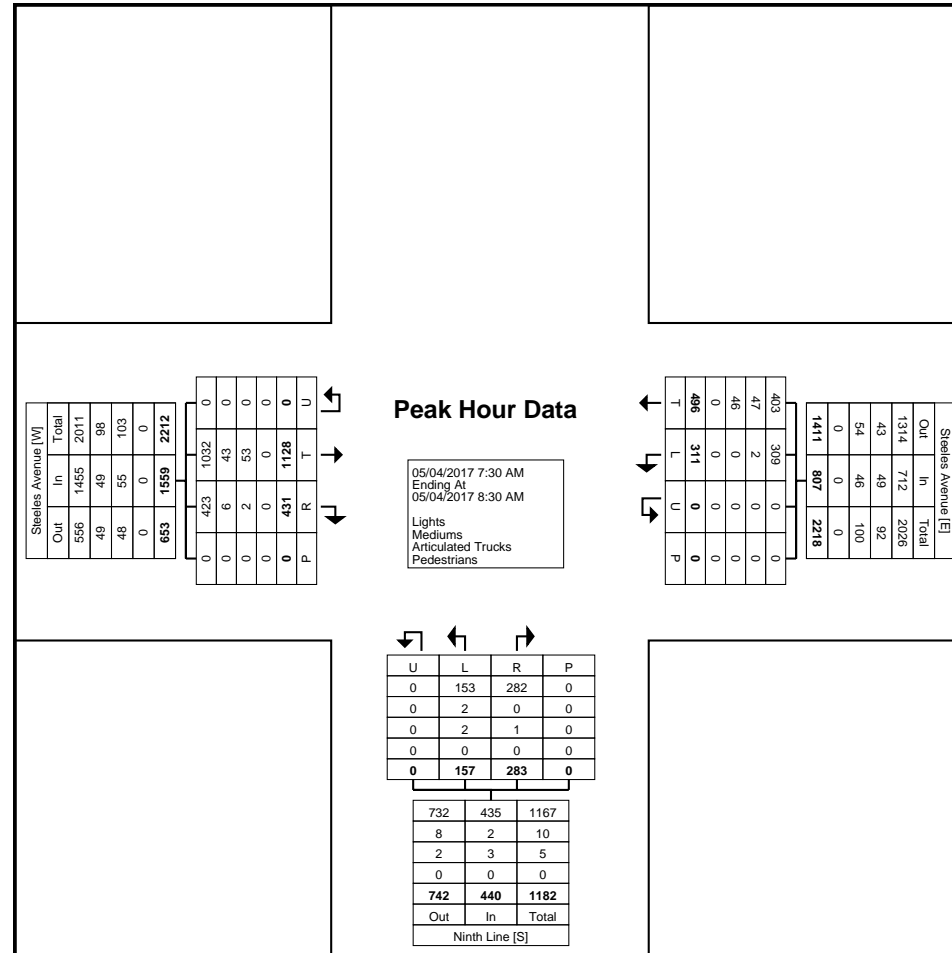 Peak Hour Data
05/04/2017 7:30 AM
Ending At
05/04/2017 8:30 AM
Lights
Mediums
Articulated Trucks
Pedestrians
Steeles Avenue [W]
Total 2011 98 103 0 2212
In 1455 49 55 0 1559
Out 556 49 48 0 653
0 0 0 0 0 U
1032 43 53 0 1128 T
423 6 2 0 431 R
0 0 0 0 0 P
T 496 0 46 47 403
L 311 0 0 2 309
U 0 0 0 0 0
P 0 0 0 0 0
Steeles Avenue [E]
1411 0 54 43 1314 Out
807 0 46 49 712 In
2218 0 100 92 2026 Total
U L R P
0 153 282 0
0 2 0 0
0 2 1 0
0 0 0 0
0 157 283 0
732 435 1167
8 2 10
2 3 5
0 0 0
742 440 1182
Out In Total
Ninth Line [S]